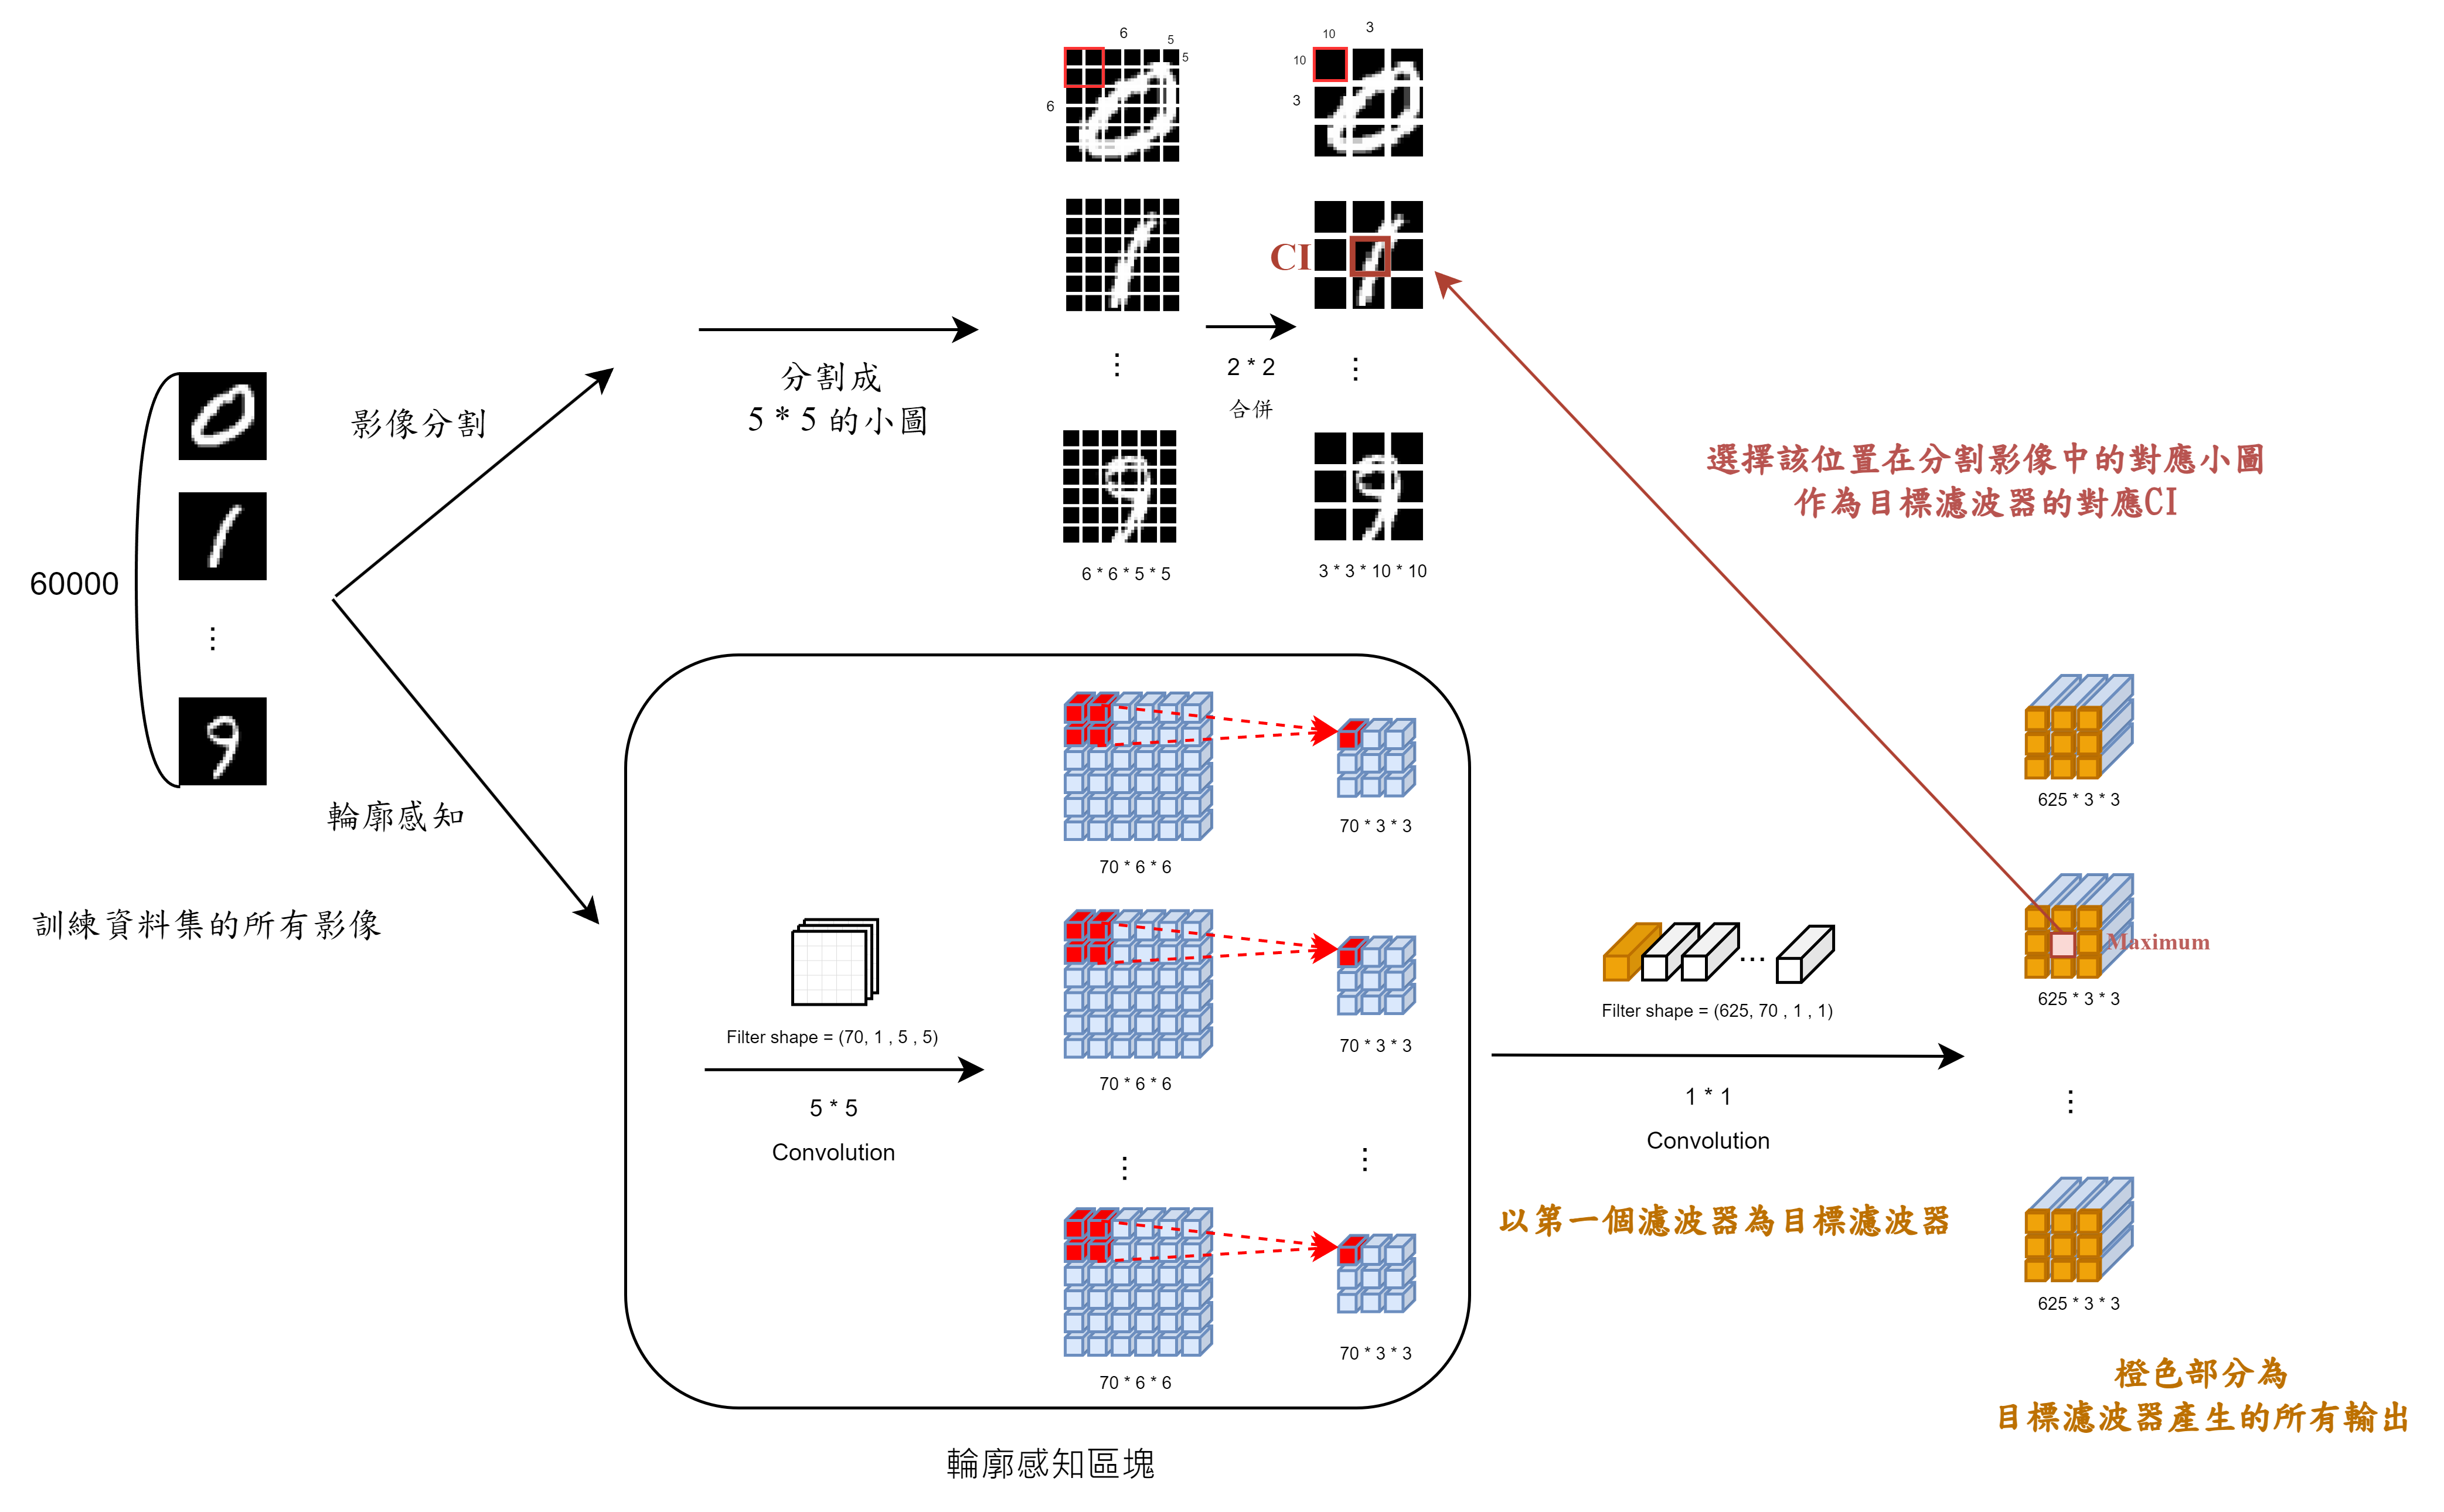 6
5
5
6
10
3
10
3
CI
60000
影像分割
分割成
5 * 5 的小圖
2 * 2
合併
⋮
⋮
⋮
6 * 6 * 5 * 5
3 * 3 * 10 * 10
選擇該位置在分割影像中的對應小圖
作為目標濾波器的對應CI
輪廓感知
訓練資料集的所有影像
70 * 6 * 6
70 * 3 * 3
Filter shape = (70, 1 , 5 , 5)
5 * 5
Convolution
70 * 6 * 6
70 * 3 * 3
⋮
⋮
70 * 6 * 6
70 * 3 * 3
輪廓感知區塊
...
Filter shape = (625, 70 , 1 , 1)
1 * 1
Convolution
以第一個濾波器為目標濾波器
625 * 3 * 3
Maximum
625 * 3 * 3
⋮
625 * 3 * 3
橙色部分為
目標濾波器產生的所有輸出